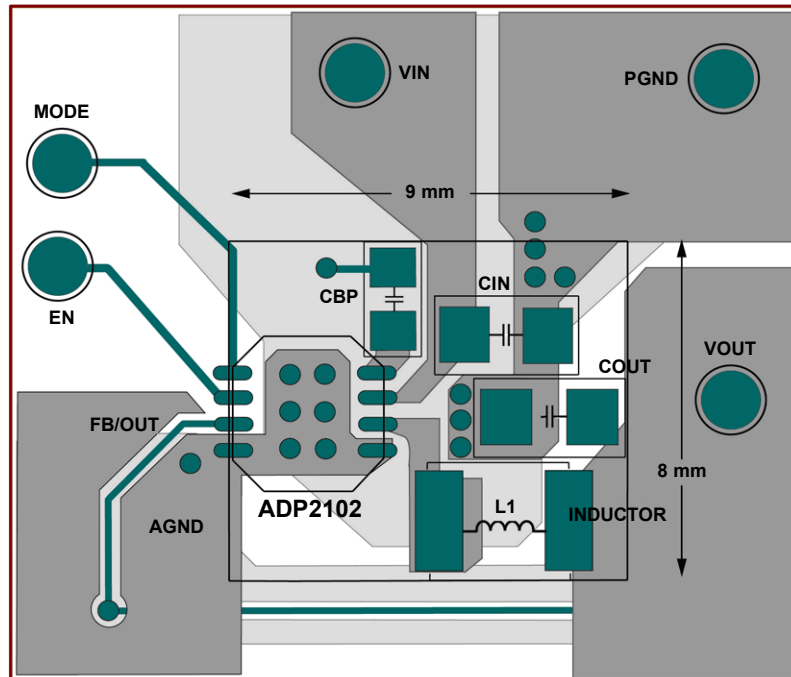 VIN
PGND
MODE
9 mm
EN
CBP
CIN
COUT
VOUT
FB/OUT
8 mm
ADP2102
L1
INDUCTOR
AGND